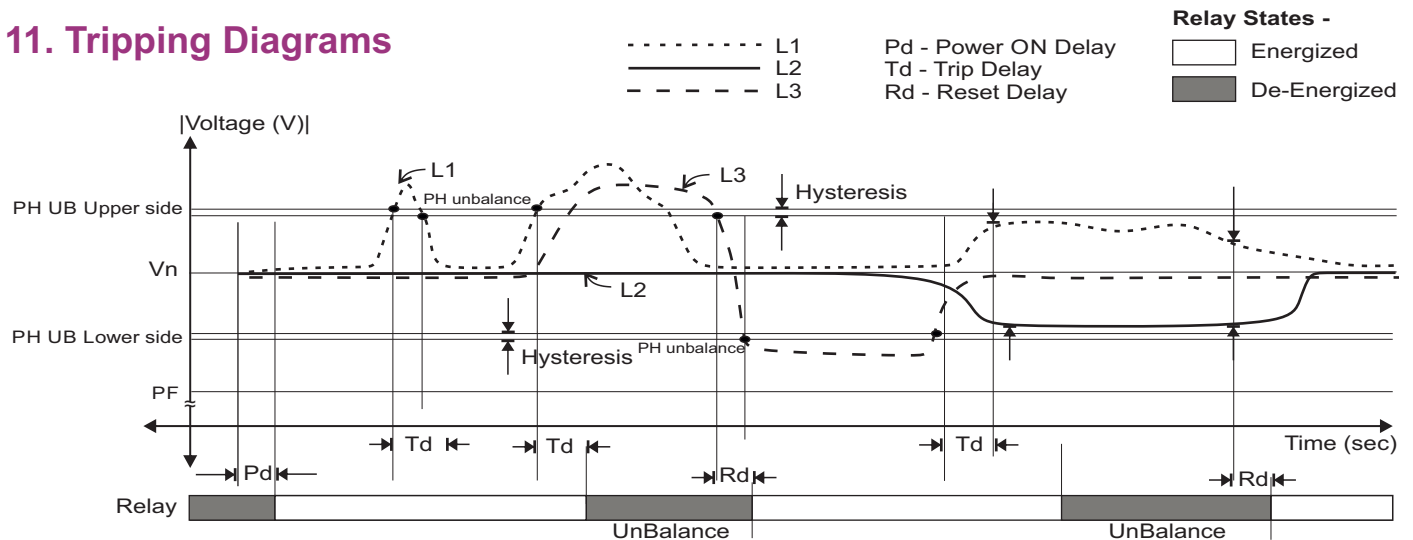 11. Tripping Diagrams
Relay States -
L1
L2
L3
Pd - Power ON Delay
Td - Trip Delay
Rd - Reset Delay
Energized
De-Energized
|Voltage (V)|
L1
L3
PH UB Upper side
PH unbalance
Hysteresis
Vn
L2
PH UB Lower side
Hysteresis
PH unbalance
PF
Td
Td
Td
Time (sec)
Pd
Rd
Rd
Relay
UnBalance
UnBalance